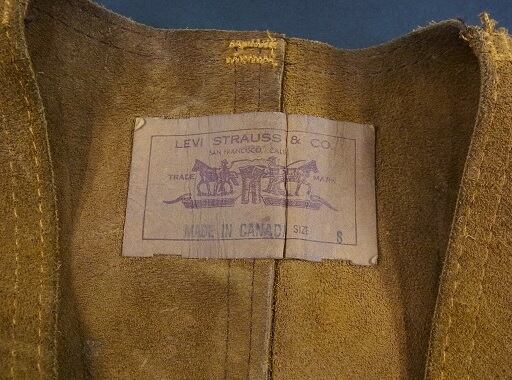 LEVI STRAUSS & CO.
SAN FRANCISCO, CALIF.
TRADE MARK
MADE IN CANADA SIZE S